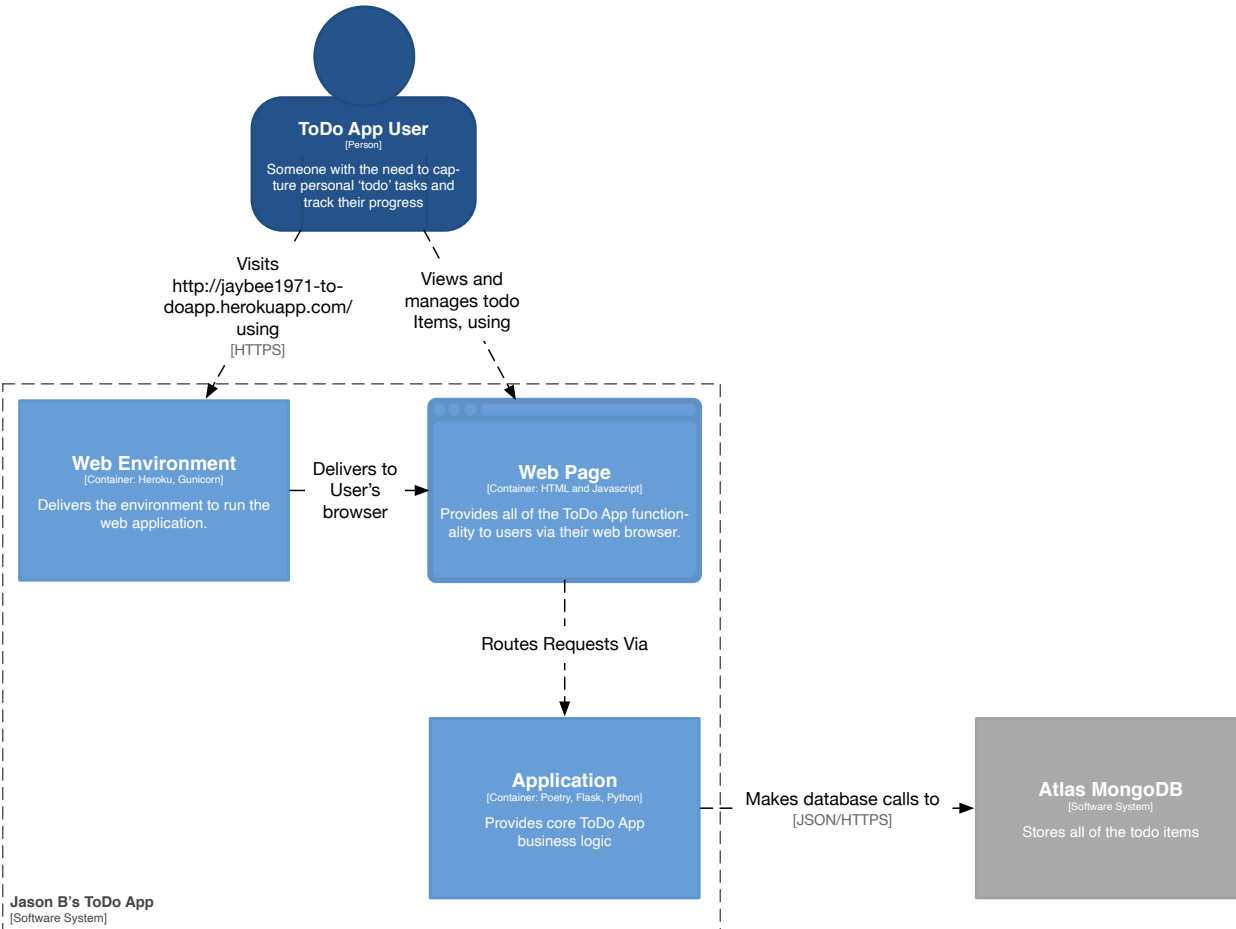 ToDo App User
[Person]
Someone with the need to cap-
ture personal ‘todo’ tasks and
track their progress
Visits
http://jaybee1971-to-
doapp.herokuapp.com/
using
[HTTPS]
Views and
manages todo
Items, using
Web Environment
[Container: Heroku, Gunicorn]
Delivers the environment to run the
web application.
Delivers to
User’s
browser
Web Page
[Container: HTML and Javascript]
Provides all of the ToDo App function-
ality to users via their web browser.
Routes Requests Via
Application
[Container: Poetry, Flask, Python]
Provides core ToDo App
business logic
Makes database calls to
[JSON/HTTPS]
Atlas MongoDB
[Software System]
Stores all of the todo items
Jason B’s ToDo App
[Software System]